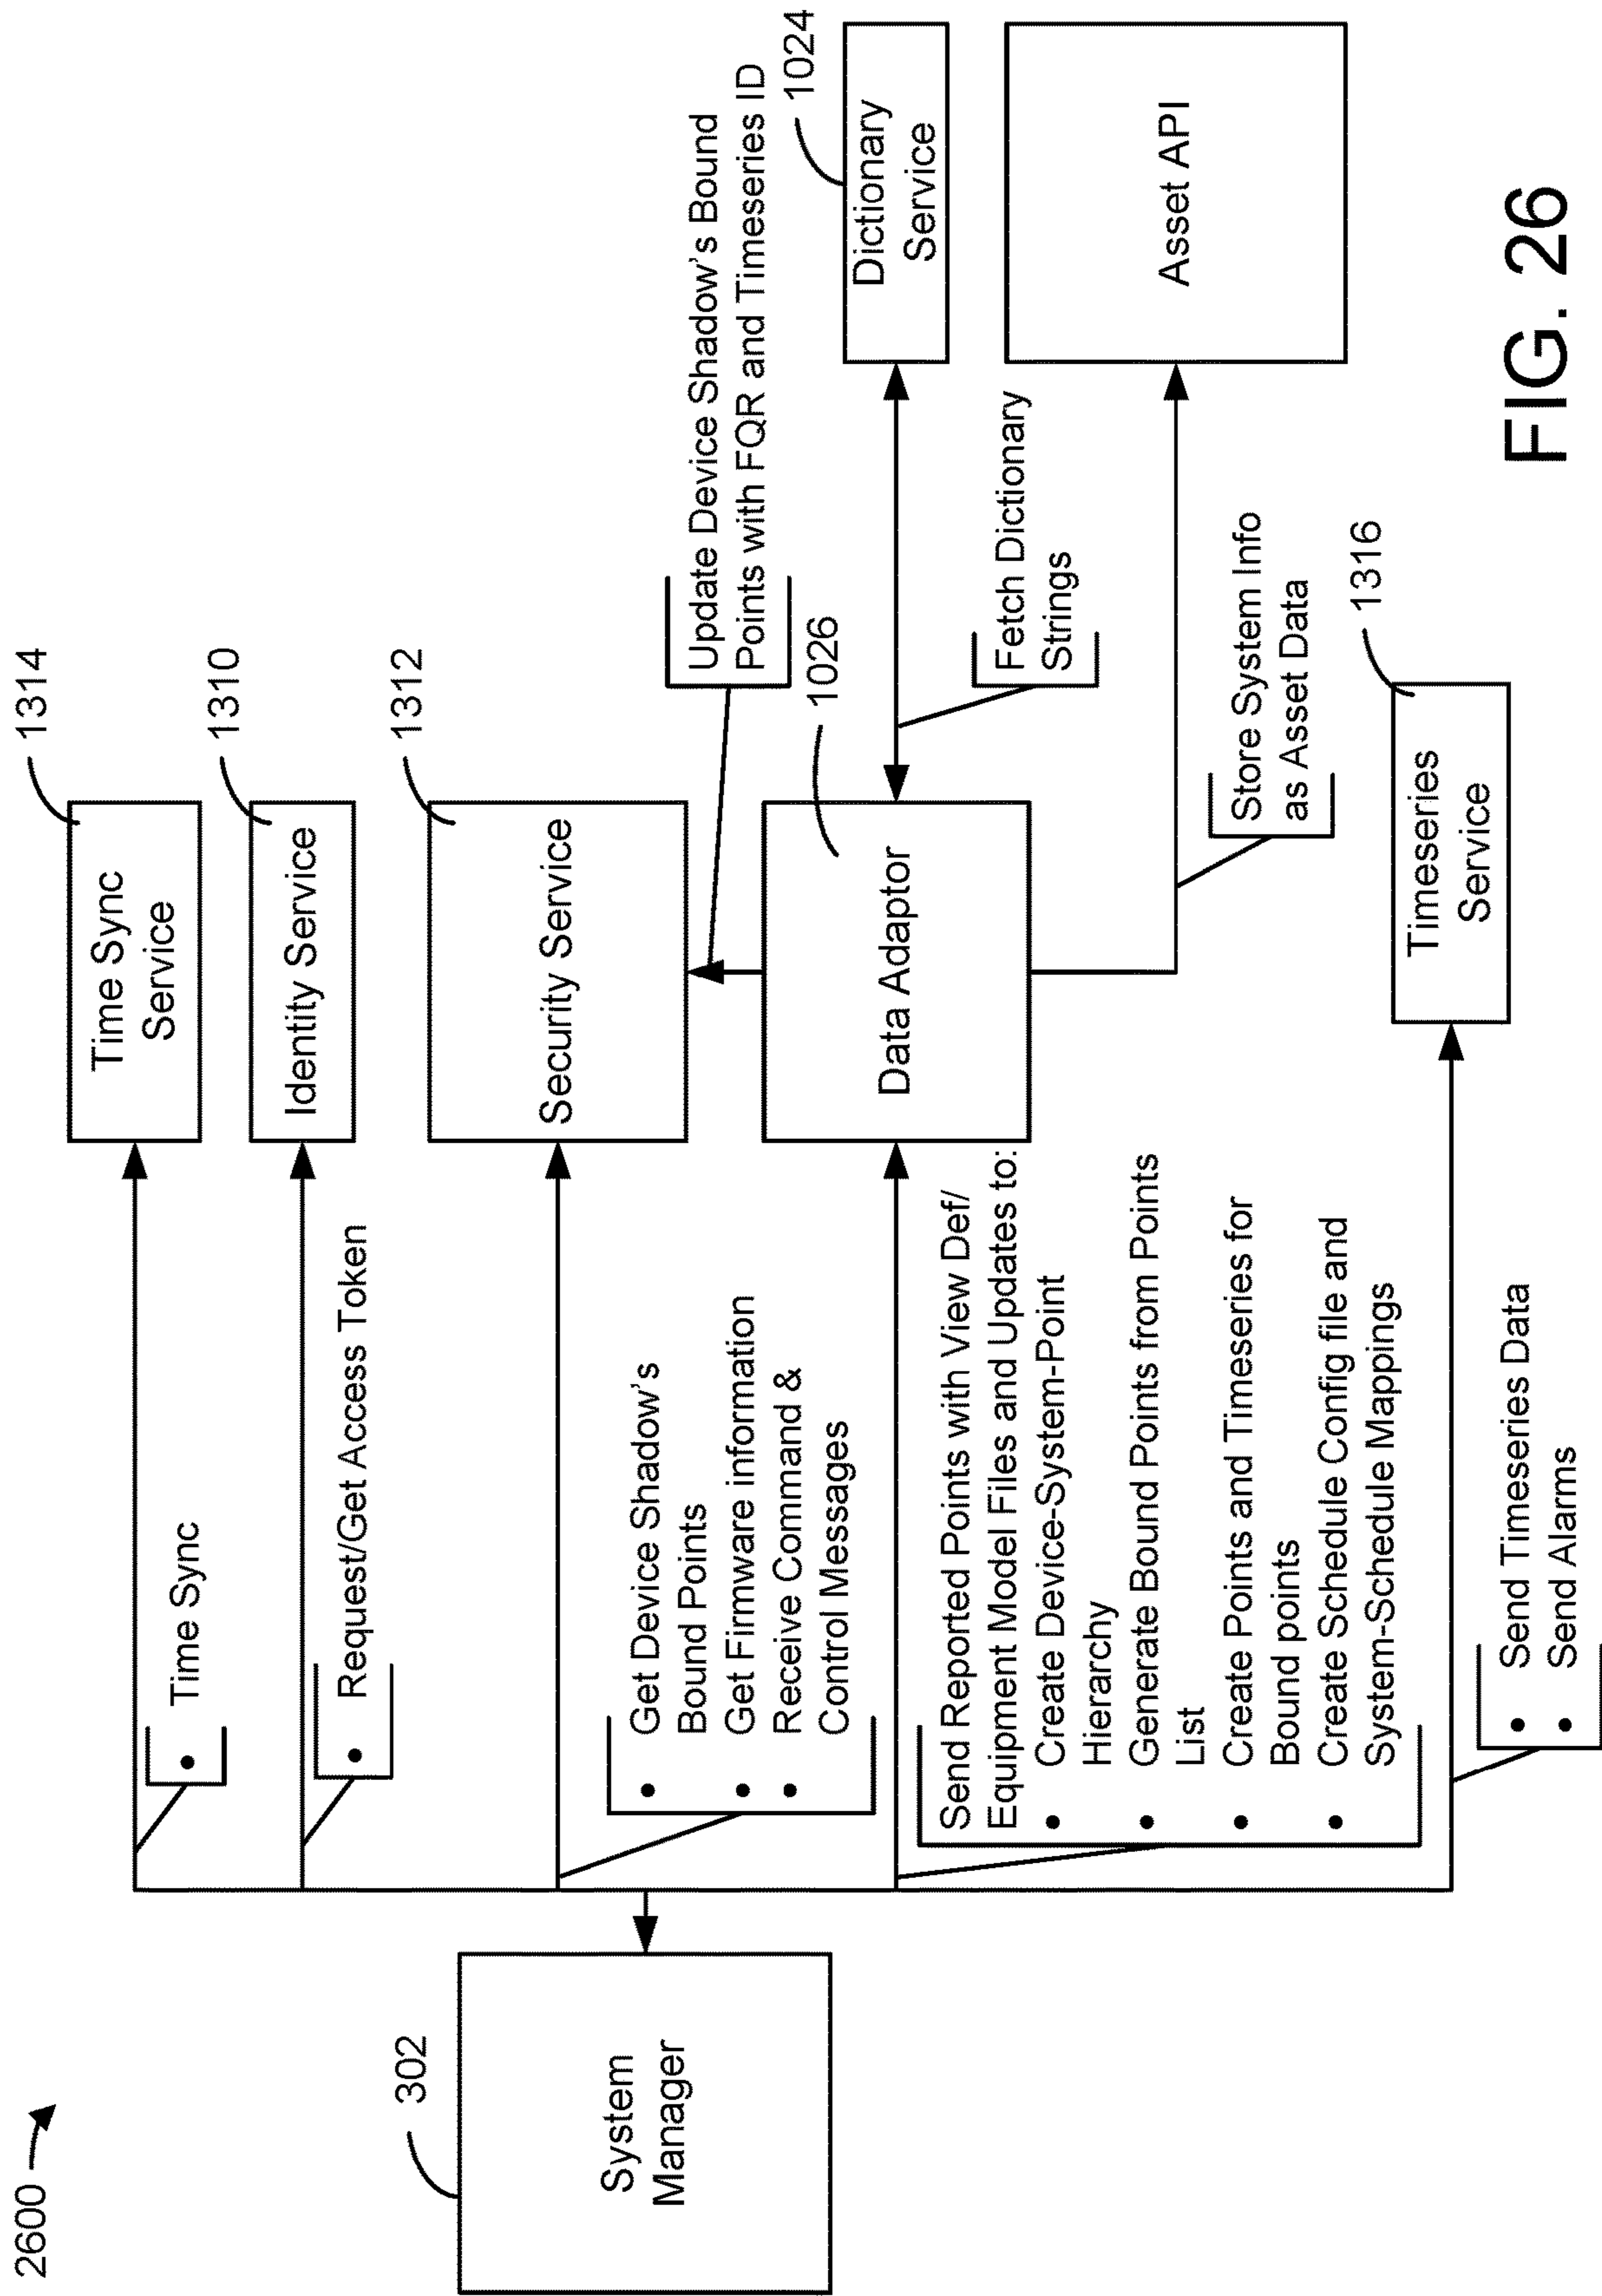 2600
302
System
Manager
Time Sync
Request/Get Access Token
Get Device Shadow's
Bound Points
Get Firmware information
Receive Command &
Control Messages
Send Reported Points with View Def/
Equipment Model Files and Updates to:
• Create Device-System-Point
Hierarchy
• Generate Bound Points from Points
List
• Create Points and Timeseries for
Bound points
• Create Schedule Config file and
System-Schedule Mappings
• Send Timeseries Data
• Send Alarms
1314
Time Sync
Service
1310
Identity Service
1312
Security Service
Update Device Shadow's Bound
Points with FQR and Timeseries ID
1026
Data Adaptor
Fetch Dictionary
Strings
1024
Dictionary
Service
Store System Info
as Asset Data
Asset API
1316
Timeseries
Service
FIG. 26